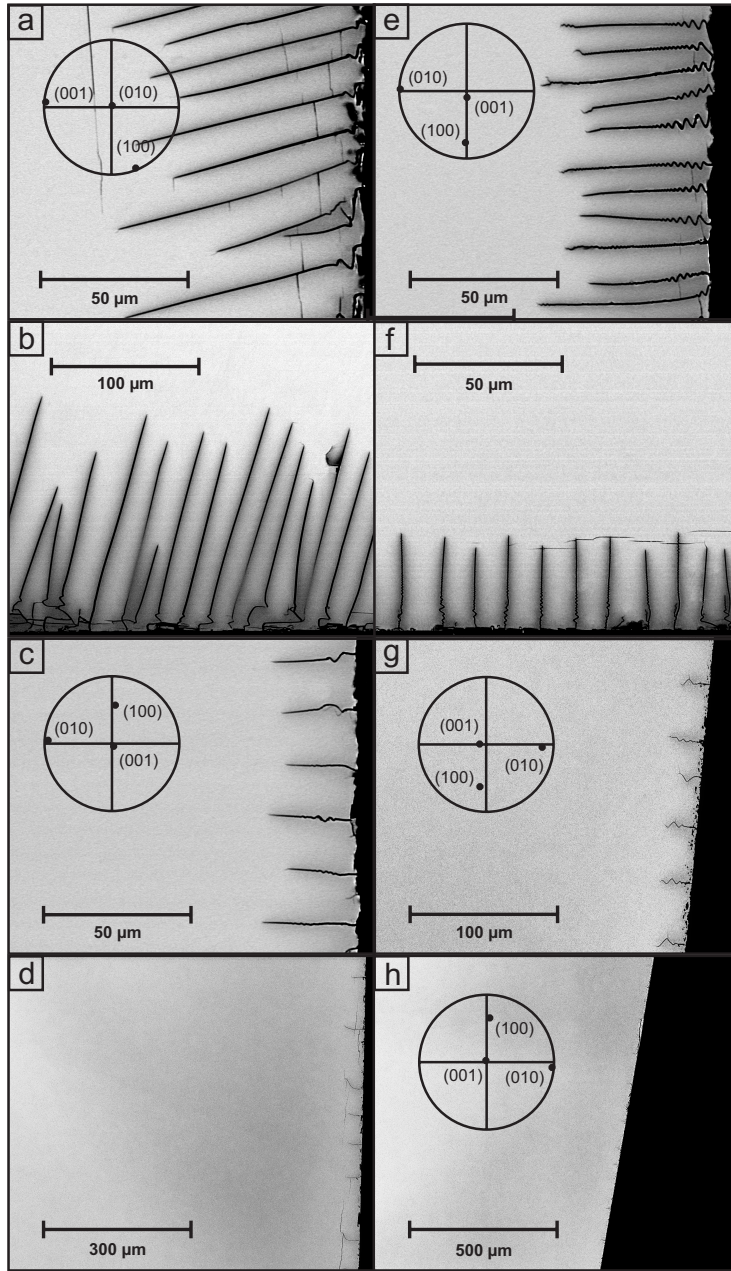 a
(001)
(010)
(100)
50 µm
b
100 µm
c
(100)
(010)
(001)
50 µm
d
300 µm
e
(010)
(001)
(100)
50 µm
f
50 µm
g
(001)
(010)
(100)
100 µm
h
(100)
(001)
(010)
500 µm